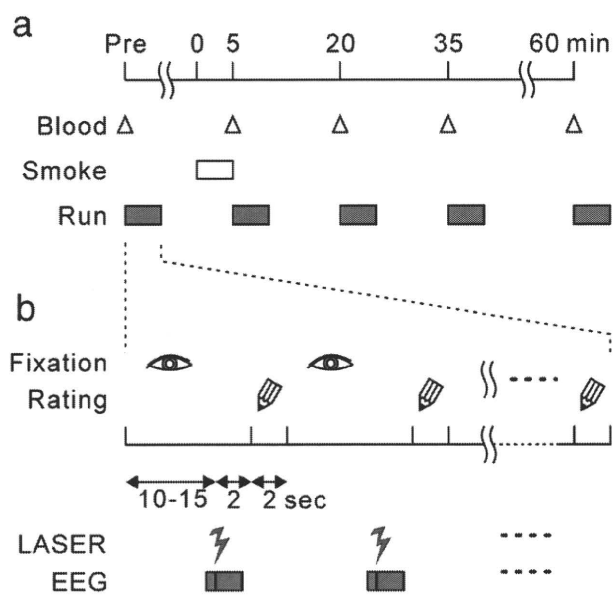 a
Pre 0 5 20 35 60 min
Blood
Smoke
Run
b
Fixation
Rating
10-15 2 2 sec
LASER
EEG